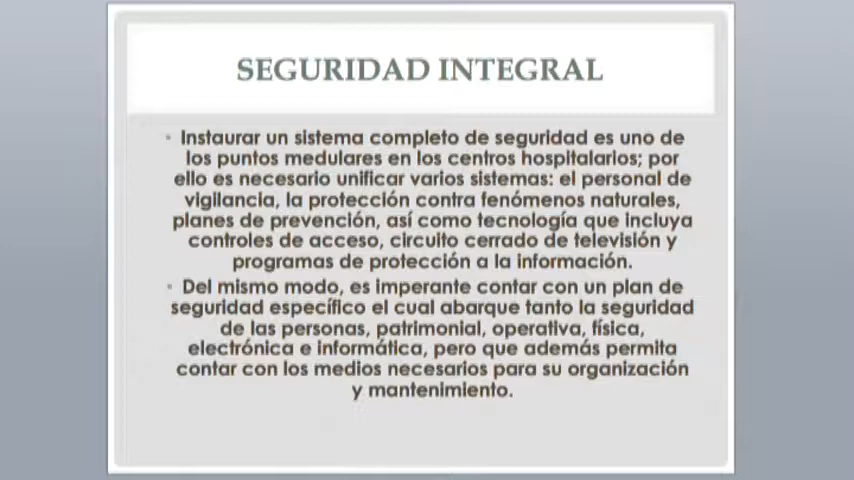 SEGURIDAD INTEGRAL
• Instaurar un sistema completo de seguridad es uno de
los puntos medulares en los centros hospitalarios; por
ello es necesario unificar varios sistemas: el personal de
vigilancia, la protección contra fenómenos naturales,
planes de prevención, así como tecnología que incluya
controles de acceso, circuito cerrado de televisión y
programas de protección a la información.
• Del mismo modo, es imperante contar con un plan de
seguridad específico el cual abarque tanto la seguridad
de las personas, patrimonial, operativa, física,
electrónica e informática, pero que además permita
contar con los medios necesarios para su organización
y mantenimiento.